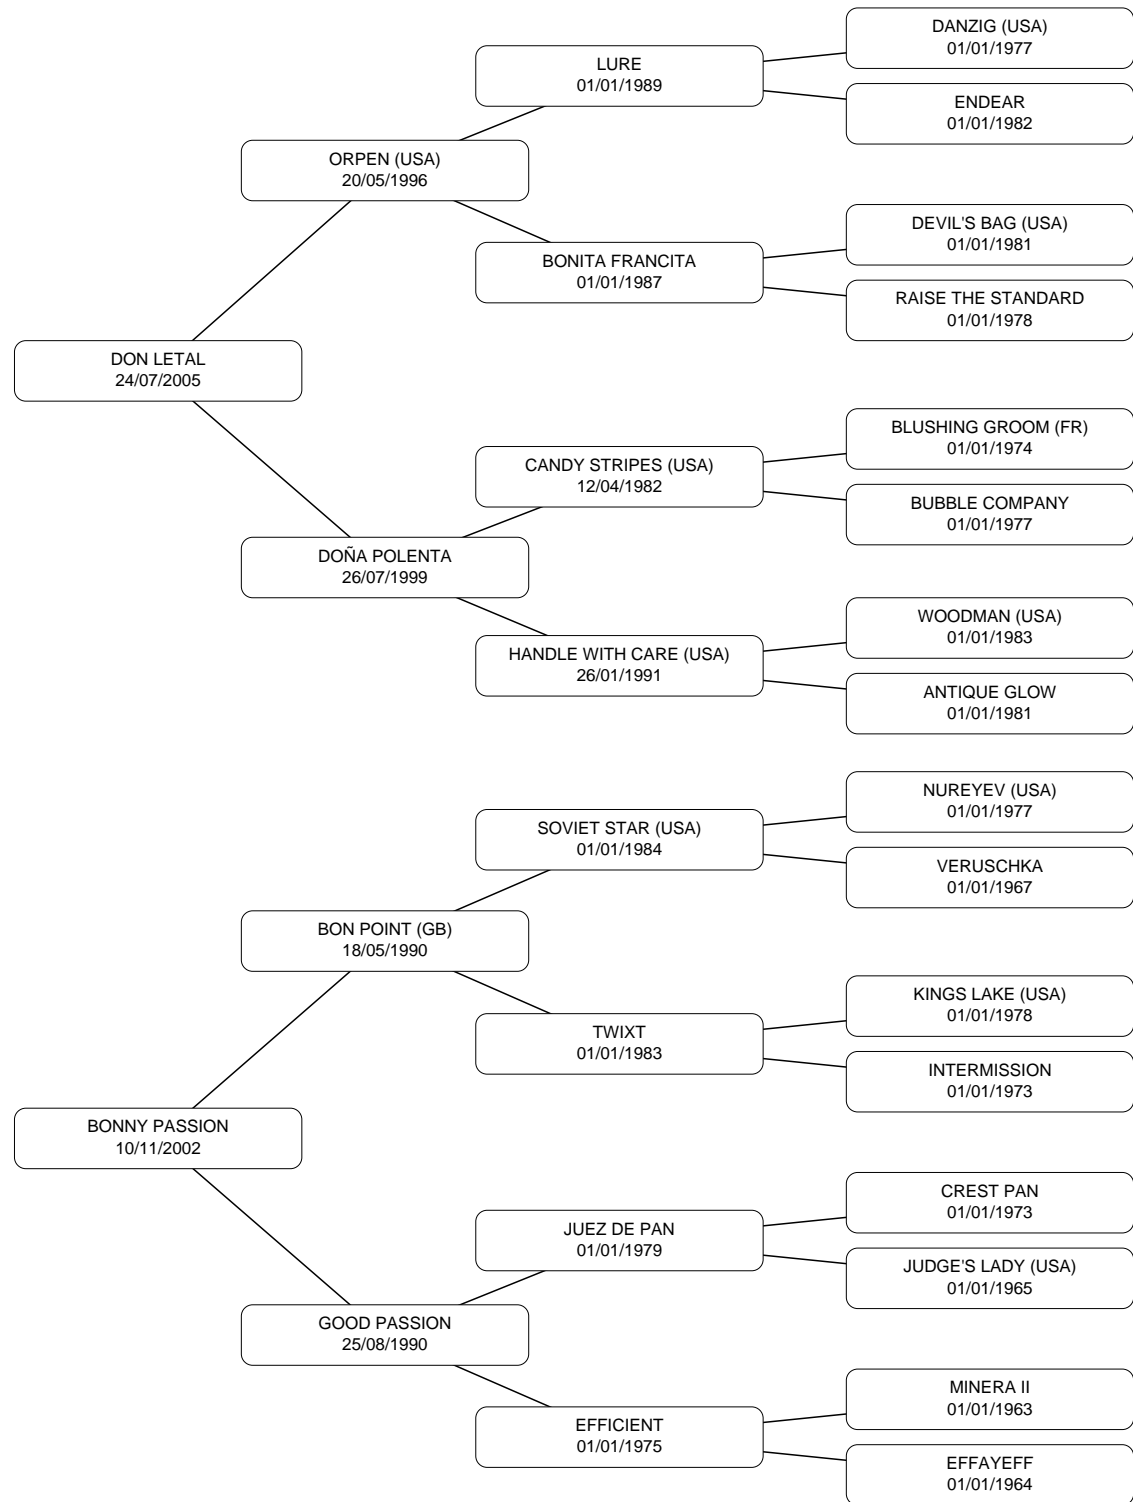 DANZIG (USA)
01/01/1977
LURE
01/01/1989
ENDEAR
01/01/1982
ORPEN (USA)
20/05/1996
DEVIL'S BAG (USA)
01/01/1981
BONITA FRANCITA
01/01/1987
RAISE THE STANDARD
01/01/1978
DON LETAL
24/07/2005
BLUSHING GROOM (FR)
01/01/1974
CANDY STRIPES (USA)
12/04/1982
BUBBLE COMPANY
01/01/1977
DOÑA POLENTA
26/07/1999
WOODMAN (USA)
01/01/1983
HANDLE WITH CARE (USA)
26/01/1991
ANTIQUE GLOW
01/01/1981
NUREYEV (USA)
01/01/1977
SOVIET STAR (USA)
01/01/1984
VERUSCHKA
01/01/1967
BON POINT (GB)
18/05/1990
KINGS LAKE (USA)
01/01/1978
TWIXT
01/01/1983
INTERMISSION
01/01/1973
BONNY PASSION
10/11/2002
CREST PAN
01/01/1973
JUEZ DE PAN
01/01/1979
JUDGE'S LADY (USA)
01/01/1965
GOOD PASSION
25/08/1990
MINERA II
01/01/1963
EFFICIENT
01/01/1975
EFFAYEFF
01/01/1964